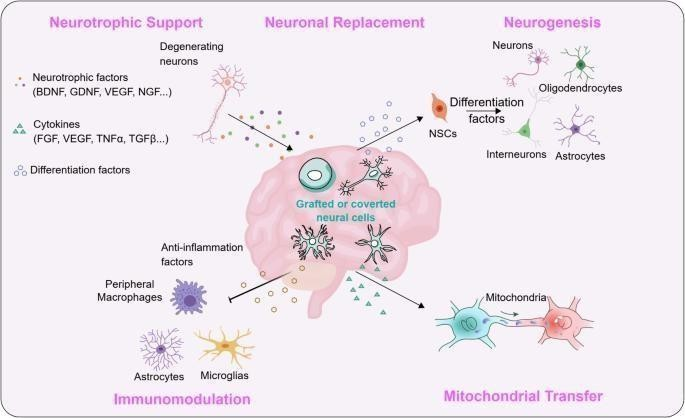 Neurotrophic Support
Neuronal Replacement
Neurogenesis
Degenerating
neurons
Neurotrophic factors
(BDNF, GDNF, VEGF, NGF...)
Cytokines
(FGF, VEGF, TNFα, TGFβ...)
Differentiation factors
Neurons
Oligodendrocytes
NSCs
Differentiation
factors
Interneurons
Astrocytes
Grafted or coverted
neural cells
Anti-inflammation
factors
Peripheral
Macrophages
Astrocytes
Microglias
Immunomodulation
Mitochondria
Mitochondrial Transfer